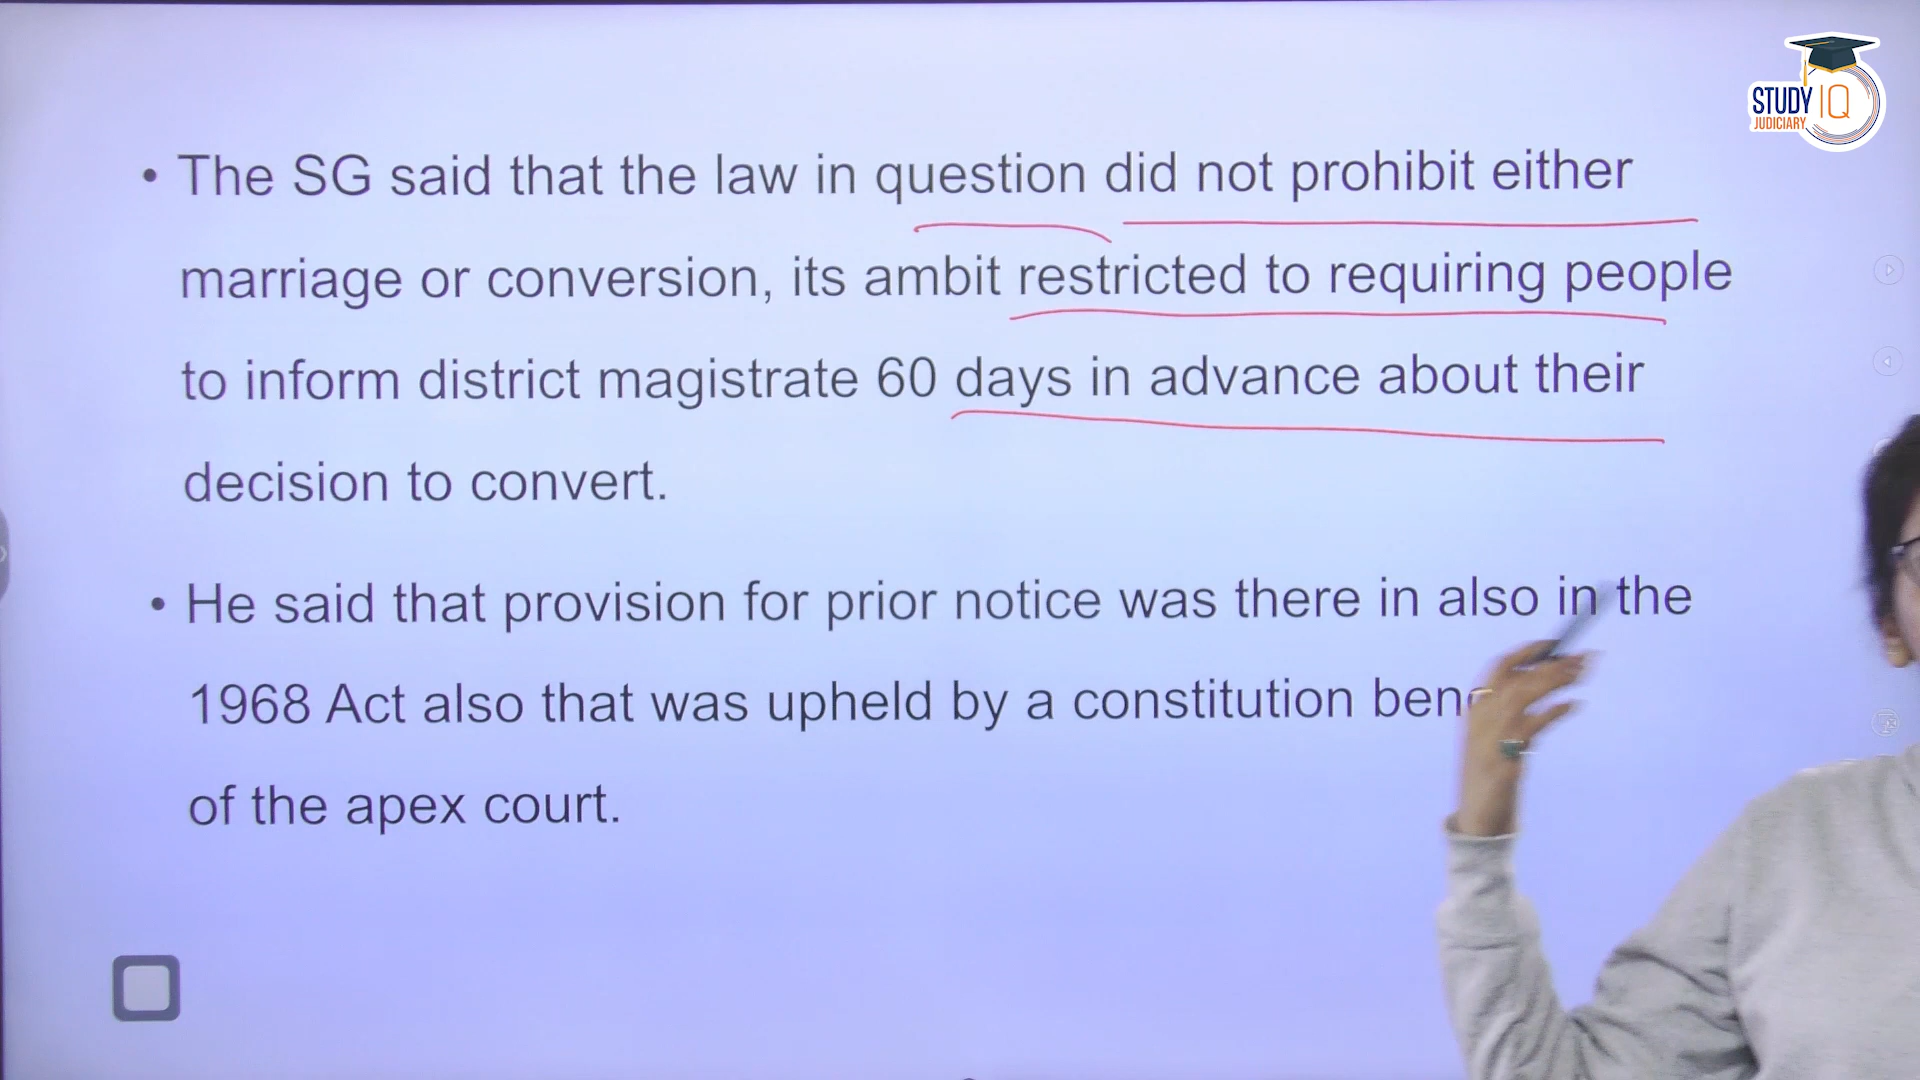 STUDY IQ
JUDICIARY
• The SG said that the law in question did not prohibit either
marriage or conversion, its ambit restricted to requiring people
to inform district magistrate 60 days in advance about their
decision to convert.
• He said that provision for prior notice was there in also in the
1968 Act also that was upheld by a constitution
of the apex court.